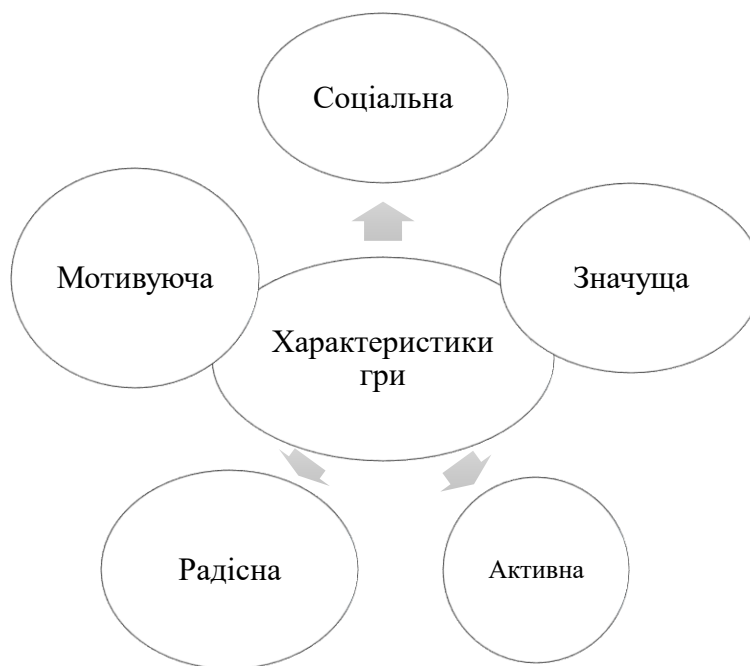 Соціальна
Мотивуюча
Значуща
Характеристики
гри
Радісна
Активна